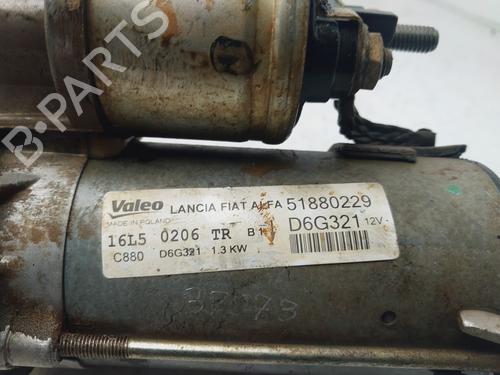 B-PARTS
Valeo LANCIA FIAT ALFA 51880229
MADE IN POLAND D6G321 12V
16L5 0206 TR B1
C880 D6G321 1.3 KW